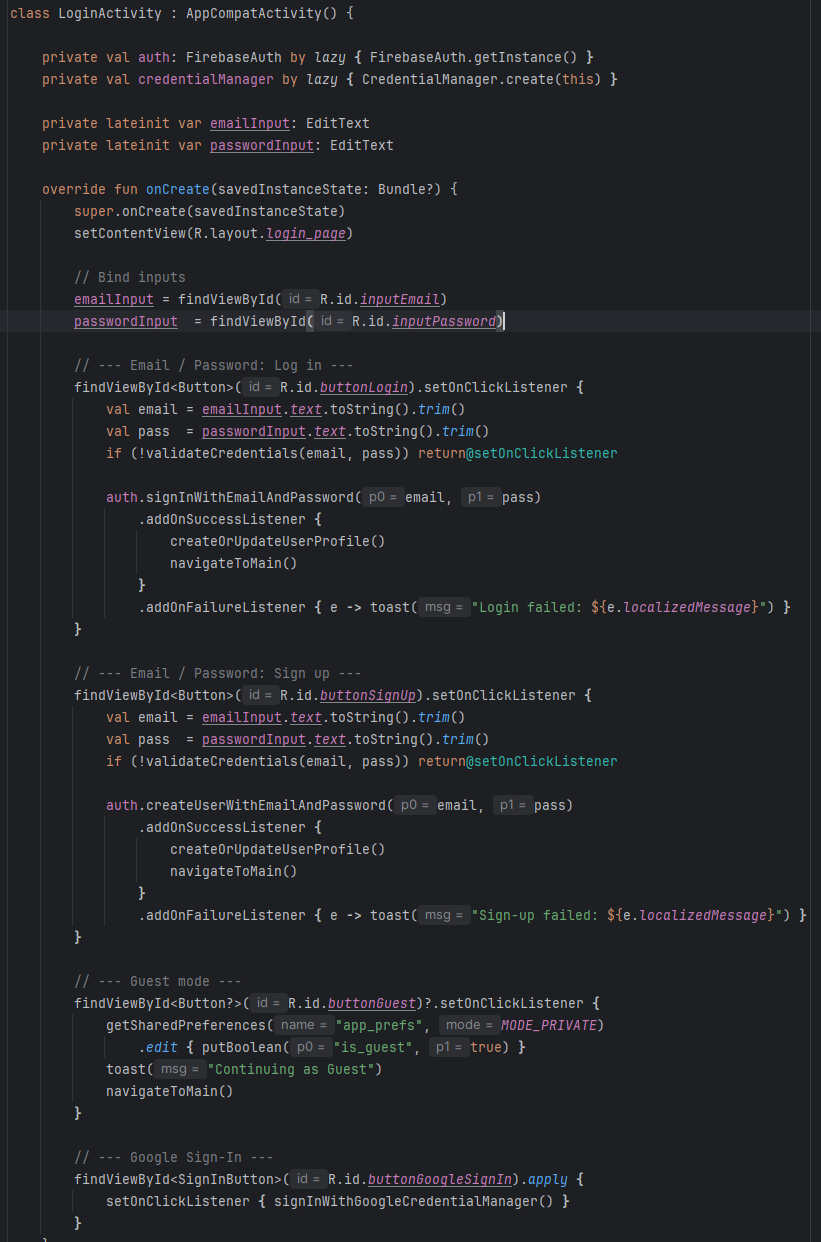 class LoginActivity : AppCompatActivity() {
private val auth: FirebaseAuth by lazy { FirebaseAuth.getInstance() }
private val credentialManager by lazy { CredentialManager.create(this) }
private lateinit var emailInput: EditText
private lateinit var passwordInput: EditText
override fun onCreate(savedInstanceState: Bundle?) {
super.onCreate(savedInstanceState)
setContentView(R.layout.login_page)
// Bind inputs
emailInput = findViewById( id = R.id.inputEmail)
passwordInput  = findViewById( id = R.id.inputPassword)
// --- Email / Password: Log in ---
findViewById<Button>( id = R.id.buttonLogin).setOnClickListener {
val email = emailInput.text.toString().trim()
val pass  = passwordInput.text.toString().trim()
if (!validateCredentials(email, pass)) return@setOnClickListener
auth.signInWithEmailAndPassword( p0 = email, p1 = pass)
.addOnSuccessListener {
createOrUpdateUserProfile()
navigateToMain()
}
.addOnFailureListener { e -> toast( msg = "Login failed: ${e.localizedMessage}") }
}
// --- Email / Password: Sign up ---
findViewById<Button>( id = R.id.buttonSignUp).setOnClickListener {
val email = emailInput.text.toString().trim()
val pass  = passwordInput.text.toString().trim()
if (!validateCredentials(email, pass)) return@setOnClickListener
auth.createUserWithEmailAndPassword( p0 = email, p1 = pass)
.addOnSuccessListener {
createOrUpdateUserProfile()
navigateToMain()
}
.addOnFailureListener { e -> toast( msg = "Sign-up failed: ${e.localizedMessage}") }
}
// --- Guest mode ---
findViewById<Button?>( id = R.id.buttonGuest)?.setOnClickListener {
getSharedPreferences( name = "app_prefs", mode = MODE_PRIVATE)
.edit { putBoolean( p0 = "is_guest", p1 = true) }
toast( msg = "Continuing as Guest")
navigateToMain()
}
// --- Google Sign-In ---
findViewById<SignInButton>( id = R.id.buttonGoogleSignIn).apply {
setOnClickListener { signInWithGoogleCredentialManager() }
}